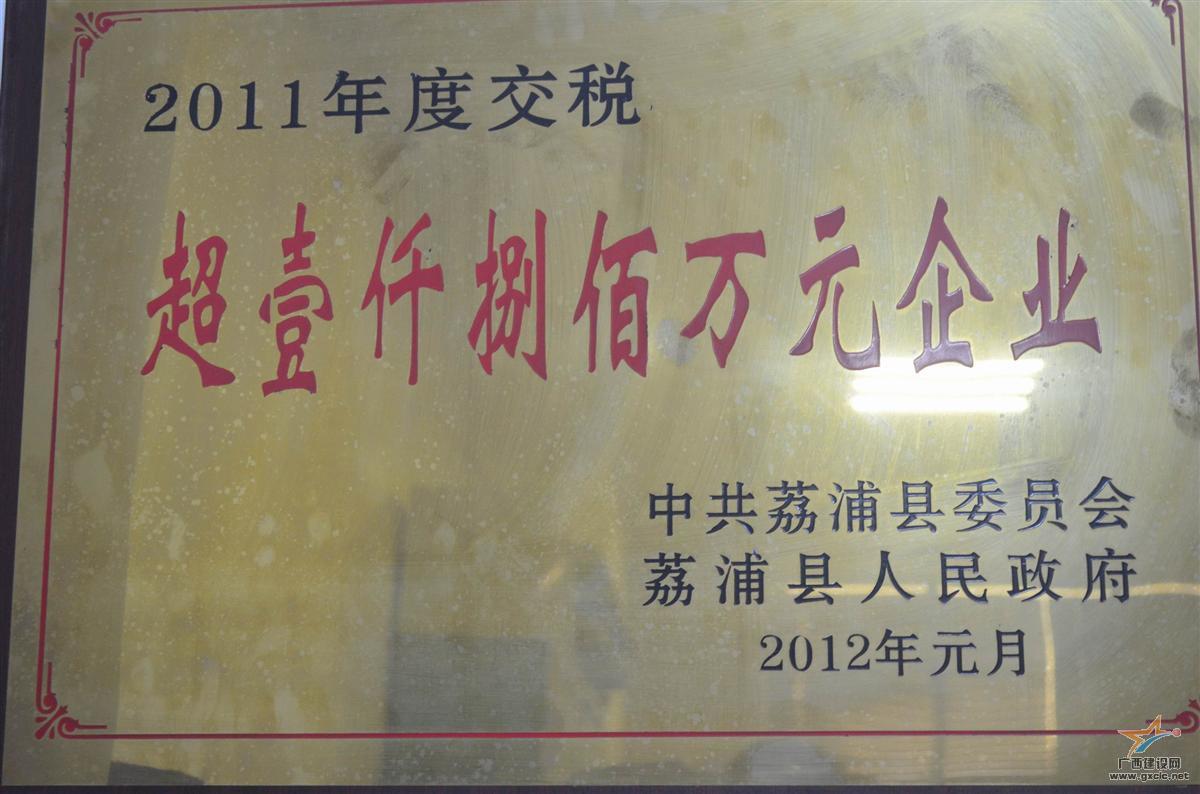 2011年度交税
超壹仟捌佰万元企业
中共荔浦县委员会
荔浦县人民政府
2012年元月
广西建设网
www.gxcic.net